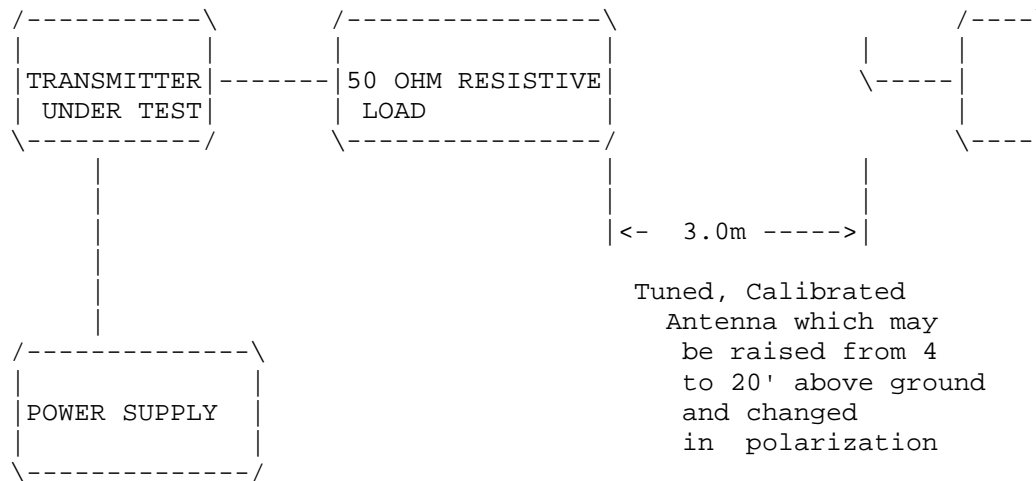 TRANSMITTER
UNDER TEST
50 OHM RESISTIVE
LOAD
<- 3.0m ----->
Tuned, Calibrated
Antenna which may
be raised from 4
to 20' above ground
and changed
in polarization
POWER SUPPLY